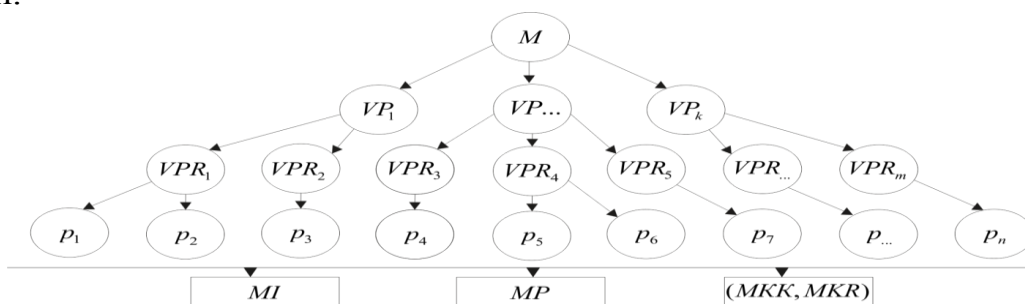 M
VP₁ VP... VPₖ
VPR₁ VPR₂ VPR₃ VPR₄ VPR₅ VPR... VPRₘ
p₁ p₂ p₃ p₄ p₅ p₆ p₇ p... pₙ
MI MP (MKK, MKR)